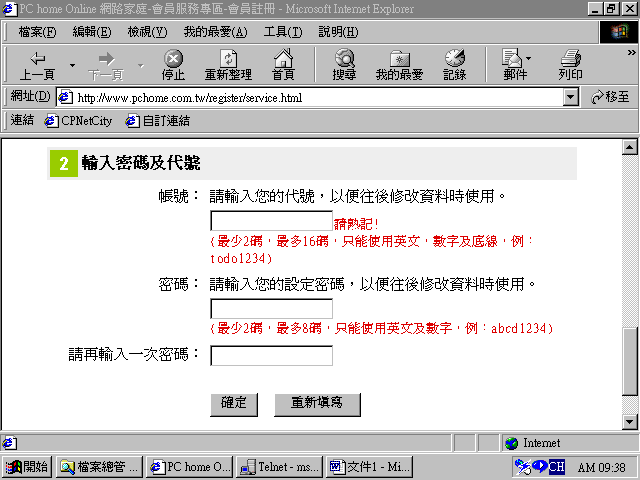 PC home Online 網路家庭-會員服務專區-會員註冊 - Microsoft Internet Explorer
檔案(F) 編輯(E) 檢視(V) 我的最愛(A) 工具(T) 說明(H)
上一頁 下一頁 停止 重新整理 首頁 搜尋 我的最愛 記錄 郵件 列印
網址(D) http://www.pchome.com.tw/register/service.html 移至
連結 CPNetCity 自訂連結
2 輸入密碼及代號
帳號： 請輸入您的代號，以便往後修改資料時使用。
請熟記!
(最少2碼，最多16碼，只能使用英文，數字及底線，例：
todo1234)
密碼： 請輸入您的設定密碼，以便往後修改資料時使用。
(最少2碼，最多8碼，只能使用英文及數字，例：abcd1234)
請再輸入一次密碼：
確定 重新填寫
Internet
開始 檔案總管 ... PC home O... Telnet - ms... 文件1 - Mi... CH AM 09:38